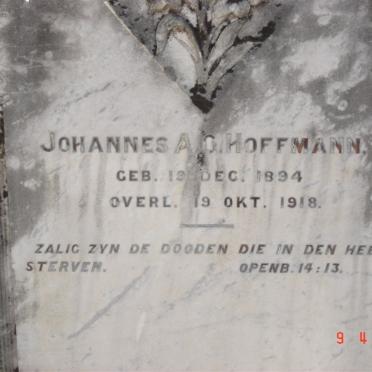 JOHANNES A.G. HOFFMANN.
GEB. 19 DEC. 1894
OVERL. 19 OKT. 1918.
ZALIG ZYN DE DOODEN DIE IN DEN HEE
STERVEN. OPENB. 14:13.
9 4